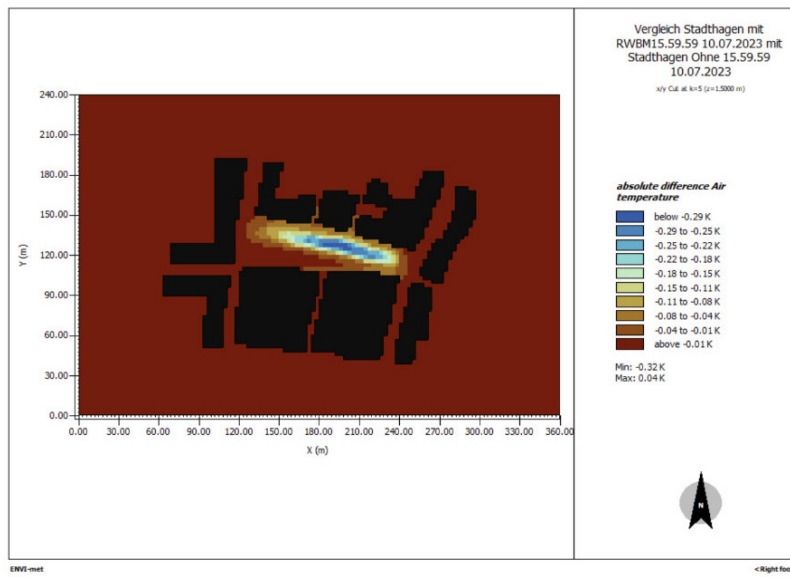 Vergleich Stadthagen mit
RWBM15.59.59 10.07.2023 mit
Stadthagen Ohne 15.59.59
10.07.2023
x/y Cut at k=5 (z=1.5000 m)
240.00
210.00
180.00
150.00
120.00
90.00
60.00
30.00
0.00
Y (m)
0.00 30.00 60.00 90.00 120.00 150.00 180.00 210.00 240.00 270.00 300.00 330.00 360.00
X (m)
absolute difference Air
temperature
below -0.29 K
-0.29 to -0.25 K
-0.25 to -0.22 K
-0.22 to -0.18 K
-0.18 to -0.15 K
-0.15 to -0.11 K
-0.11 to -0.08 K
-0.08 to -0.04 K
-0.04 to -0.01 K
above -0.01 K
Min: -0.32 K
Max: 0.04 K
N
ENVI-met
<Right foo